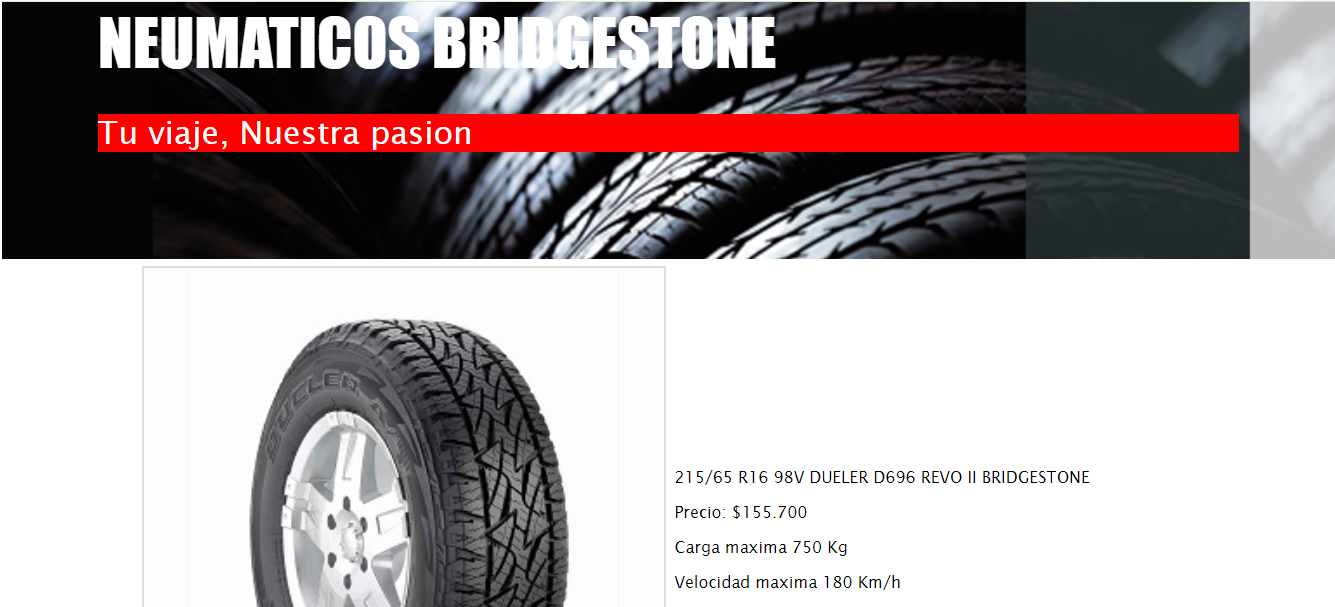 NEUMATICOS BRIDGESTONE
Tu viaje, Nuestra pasion
DUELER
215/65 R16 98V DUELER D696 REVO II BRIDGESTONE
Precio: $155.700
Carga maxima 750 Kg
Velocidad maxima 180 Km/h